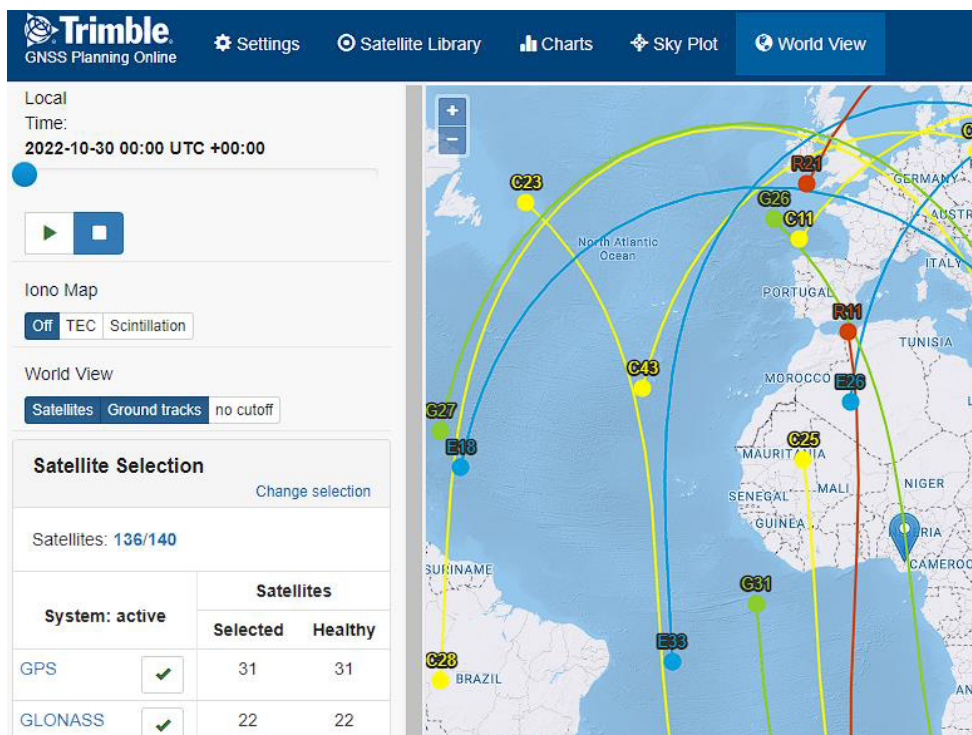 Trimble.
GNSS Planning Online
Settings
Satellite Library
Charts
Sky Plot
World View
Local
Time:
2022-10-30 00:00 UTC +00:00
Iono Map
Off TEC Scintillation
World View
Satellites Ground tracks no cutoff
Satellite Selection
Change selection
Satellites: 136/140
System: active
Satellites
Selected Healthy
GPS 31 31
GLONASS 22 22
+
−
R21
C23
GERMANY
G26
C11
North Atlantic
Ocean
ITALY
PORTUGAL
R11
TUNISIA
C43
MOROCCO
E26
G27
E18
C25
MAURITANIA
MALI
NIGER
SENEGAL
GUINEA
CAMEROO
SURINAME
G31
E33
C28
BRAZIL
AN